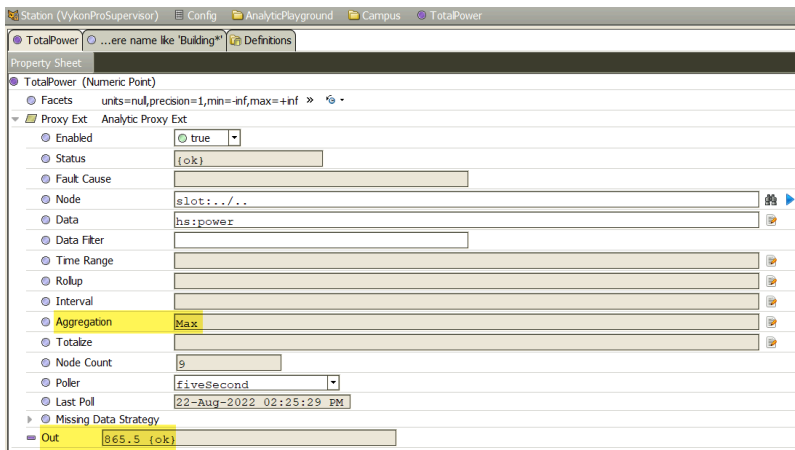 Station (VykonProSupervisor) Config AnalyticPlayground Campus TotalPower
TotalPower ...ere name like 'Building*' Definitions
Property Sheet
TotalPower (Numeric Point)
Facets units=null,precision=1,min=-inf,max=+inf »
Proxy Ext Analytic Proxy Ext
Enabled true
Status {ok}
Fault Cause
Node slot:../..
Data hs:power
Data Filter
Time Range
Rollup
Interval
Aggregation Max
Totalize
Node Count 9
Poller fiveSecond
Last Poll 22-Aug-2022 02:25:29 PM
Missing Data Strategy
Out 865.5 {ok}